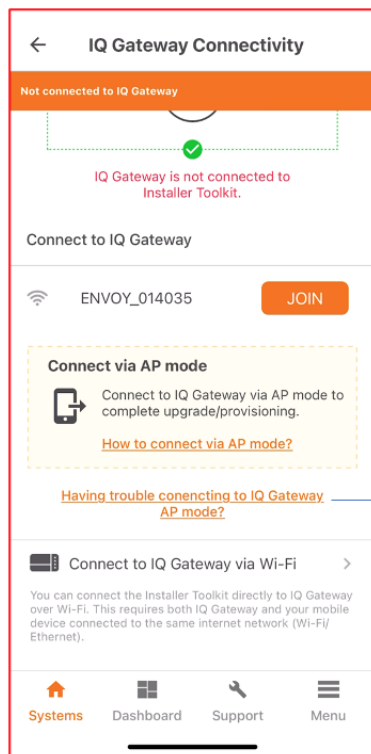 IQ Gateway Connectivity
Not connected to IQ Gateway
IQ Gateway is not connected to
Installer Toolkit.
Connect to IQ Gateway
ENVOY_014035
JOIN
Connect via AP mode
Connect to IQ Gateway via AP mode to
complete upgrade/provisioning.
How to connect via AP mode?
Having trouble conencting to IQ Gateway
AP mode?
Connect to IQ Gateway via Wi-Fi
You can connect the Installer Toolkit directly to IQ Gateway
over Wi-Fi. This requires both IQ Gateway and your mobile
device connected to the same internet network (Wi-Fi/
Ethernet).
Systems
Dashboard
Support
Menu